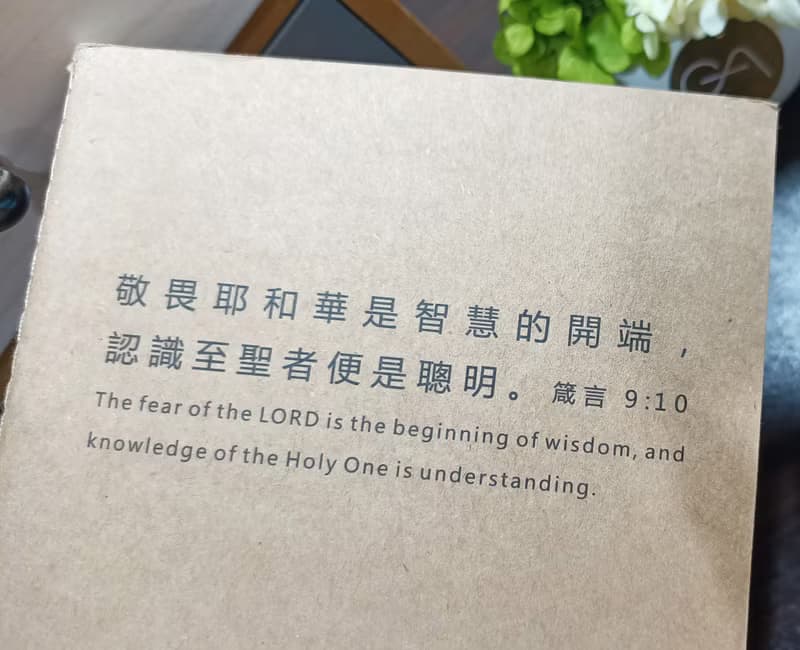 敬畏耶和華是智慧的開端，
認識至聖者便是聰明。箴言 9:10
The fear of the LORD is the beginning of wisdom, and
knowledge of the Holy One is understanding.